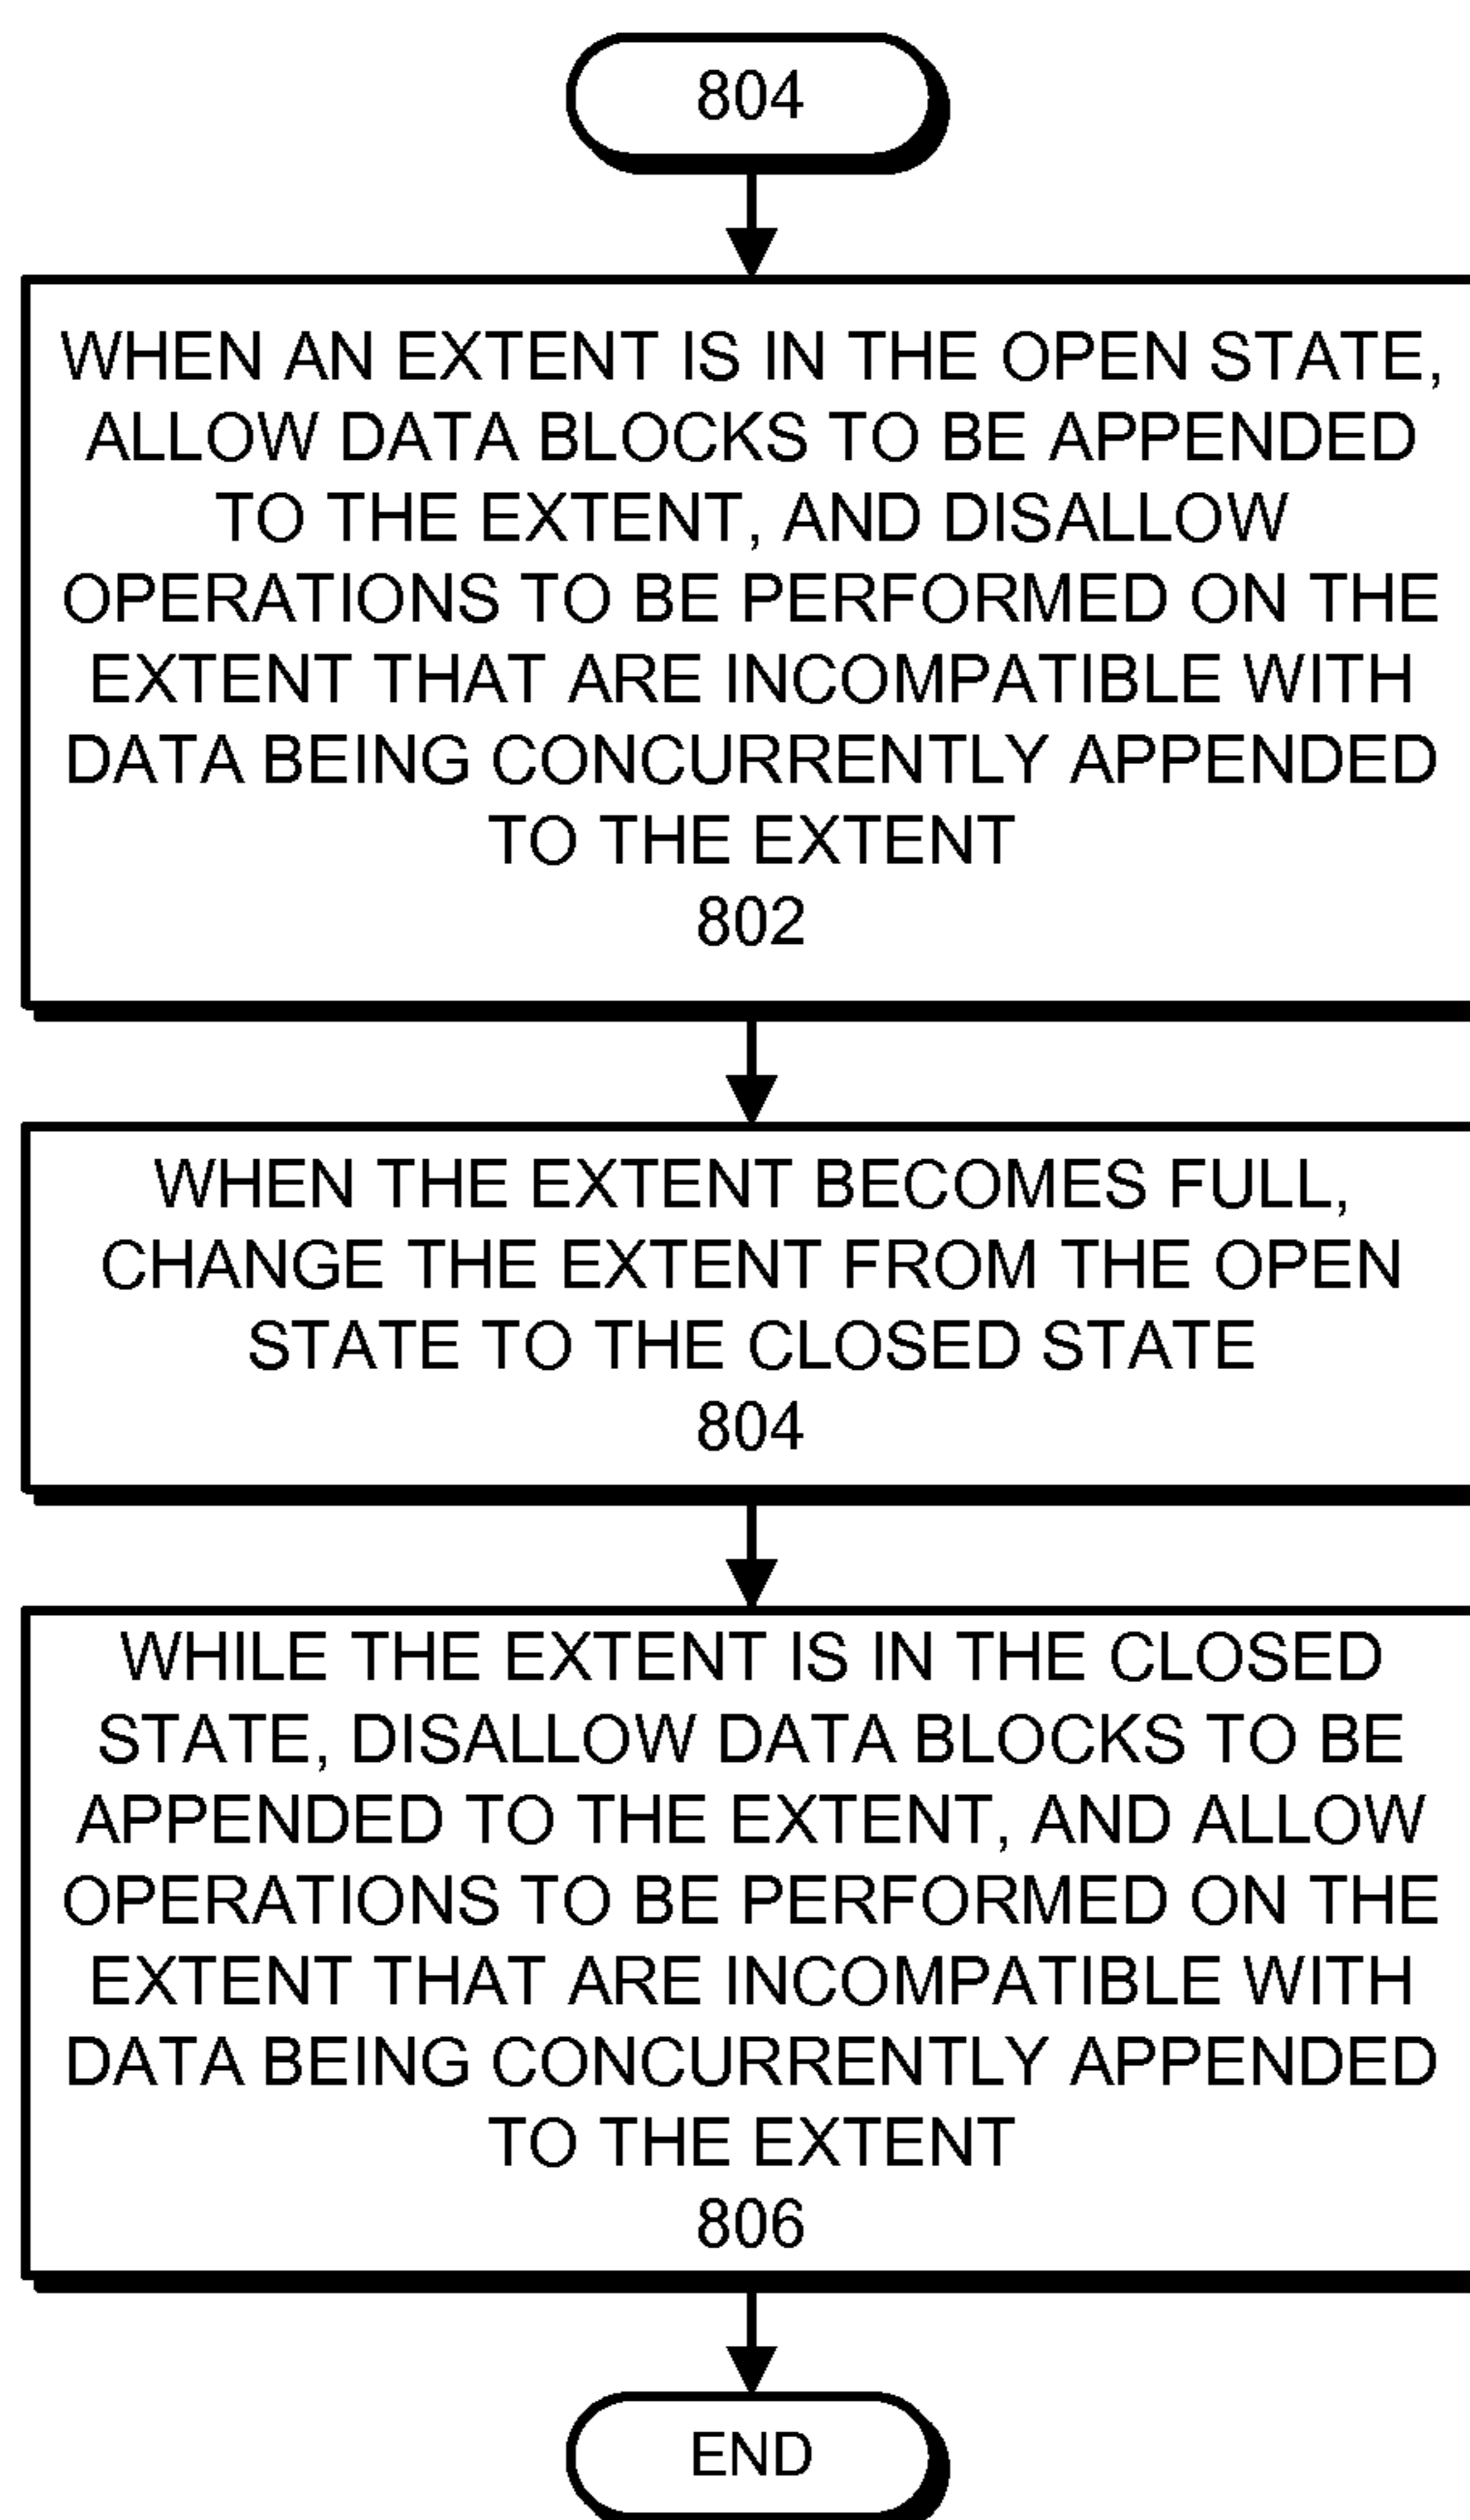 804
WHEN AN EXTENT IS IN THE OPEN STATE,
ALLOW DATA BLOCKS TO BE APPENDED
TO THE EXTENT, AND DISALLOW
OPERATIONS TO BE PERFORMED ON THE
EXTENT THAT ARE INCOMPATIBLE WITH
DATA BEING CONCURRENTLY APPENDED
TO THE EXTENT
802
WHEN THE EXTENT BECOMES FULL,
CHANGE THE EXTENT FROM THE OPEN
STATE TO THE CLOSED STATE
804
WHILE THE EXTENT IS IN THE CLOSED
STATE, DISALLOW DATA BLOCKS TO BE
APPENDED TO THE EXTENT, AND ALLOW
OPERATIONS TO BE PERFORMED ON THE
EXTENT THAT ARE INCOMPATIBLE WITH
DATA BEING CONCURRENTLY APPENDED
TO THE EXTENT
806
END